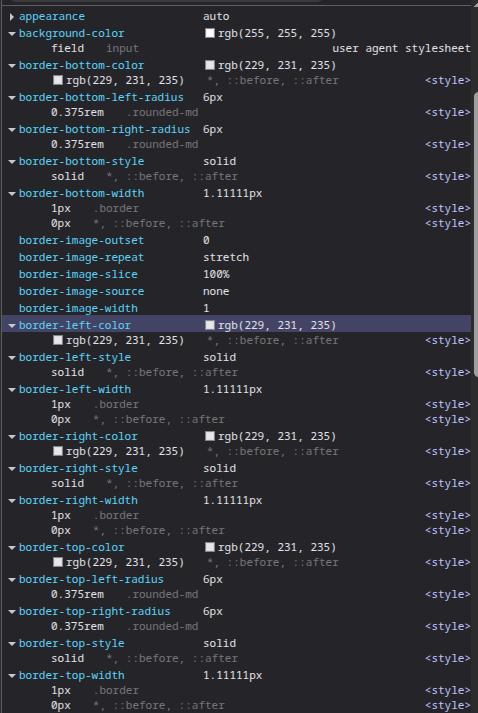 appearance auto
background-color rgb(255, 255, 255)
field input user agent stylesheet
border-bottom-color rgb(229, 231, 235)
rgb(229, 231, 235) *, ::before, ::after <style>
border-bottom-left-radius 6px
0.375rem .rounded-md <style>
border-bottom-right-radius 6px
0.375rem .rounded-md <style>
border-bottom-style solid
solid *, ::before, ::after <style>
border-bottom-width 1.11111px
1px .border <style>
0px *, ::before, ::after <style>
border-image-outset 0
border-image-repeat stretch
border-image-slice 100%
border-image-source none
border-image-width 1
border-left-color rgb(229, 231, 235)
rgb(229, 231, 235) *, ::before, ::after <style>
border-left-style solid
solid *, ::before, ::after <style>
border-left-width 1.11111px
1px .border <style>
0px *, ::before, ::after <style>
border-right-color rgb(229, 231, 235)
rgb(229, 231, 235) *, ::before, ::after <style>
border-right-style solid
solid *, ::before, ::after <style>
border-right-width 1.11111px
1px .border <style>
0px *, ::before, ::after <style>
border-top-color rgb(229, 231, 235)
rgb(229, 231, 235) *, ::before, ::after <style>
border-top-left-radius 6px
0.375rem .rounded-md <style>
border-top-right-radius 6px
0.375rem .rounded-md <style>
border-top-style solid
solid *, ::before, ::after <style>
border-top-width 1.11111px
1px .border <style>
0px *, ::before, ::after <style>